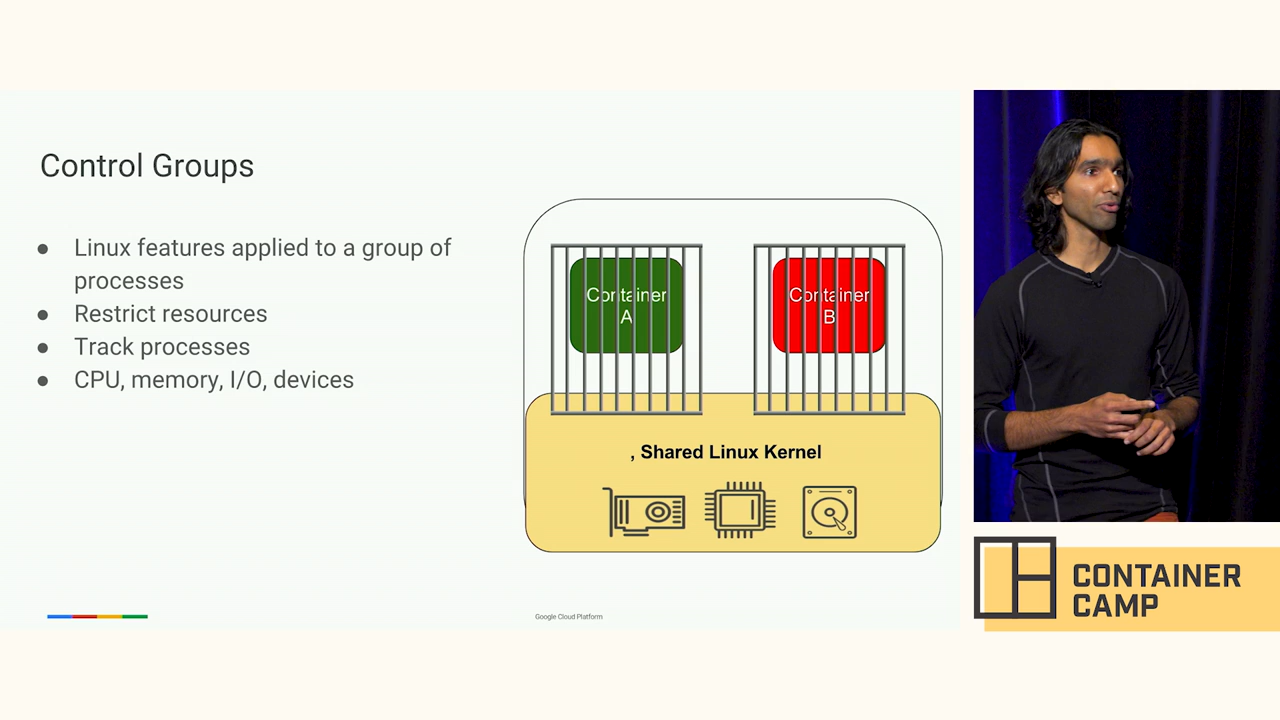 Control Groups
● Linux features applied to a group of
processes
● Restrict resources
● Track processes
● CPU, memory, I/O, devices
Container
A
Container
B
, Shared Linux Kernel
Google Cloud Platform
CONTAINER
CAMP